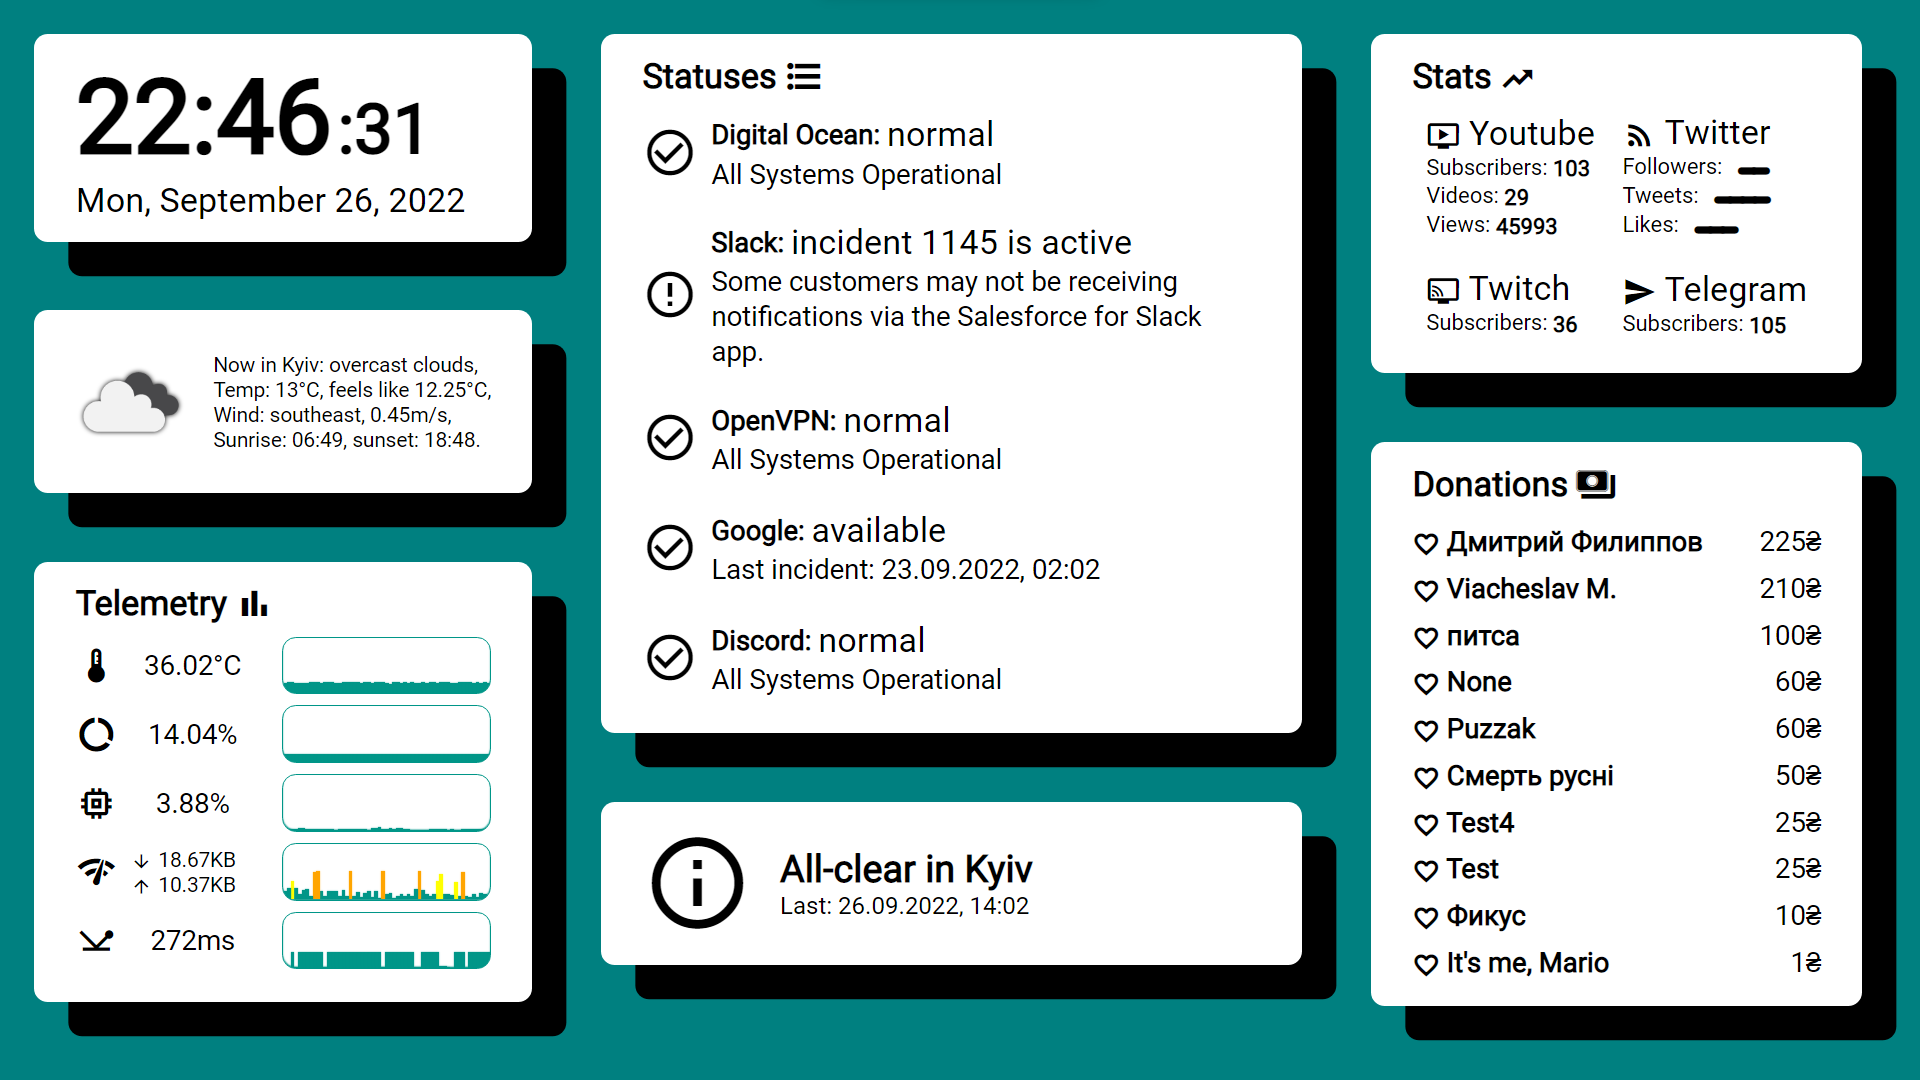 22:46:31
Mon, September 26, 2022
Now in Kyiv: overcast clouds,
Temp: 13°C, feels like 12.25°C,
Wind: southeast, 0.45m/s,
Sunrise: 06:49, sunset: 18:48.
Telemetry
36.02°C
14.04%
3.88%
↓ 18.67KB
↑ 10.37KB
272ms
Statuses
Digital Ocean: normal
All Systems Operational
Slack: incident 1145 is active
Some customers may not be receiving
notifications via the Salesforce for Slack
app.
OpenVPN: normal
All Systems Operational
Google: available
Last incident: 23.09.2022, 02:02
Discord: normal
All Systems Operational
All-clear in Kyiv
Last: 26.09.2022, 14:02
Stats
Youtube
Subscribers: 103
Videos: 29
Views: 45993
Twitter
Followers:
Tweets:
Likes:
Twitch
Subscribers: 36
Telegram
Subscribers: 105
Donations
Дмитрий Филиппов 225₴
Viacheslav M. 210₴
питса 100₴
None 60₴
Puzzak 60₴
Смерть русні 50₴
Test4 25₴
Test 25₴
Фикус 10₴
It's me, Mario 1₴